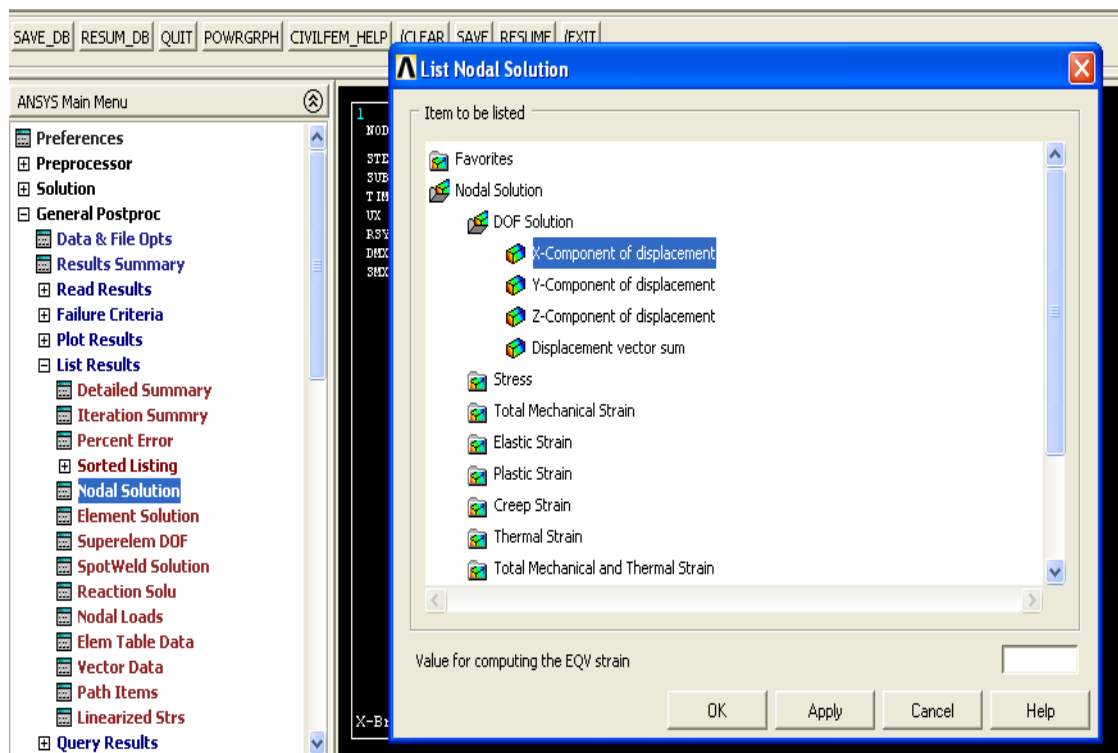 SAVE_DB RESUM_DB QUIT POWRGRPH CIVILFEM_HELP (CLEAR SAVE RESUME (EXIT
List Nodal Solution
ANSYS Main Menu
Preferences
Preprocessor
Solution
General Postproc
Data & File Opts
Results Summary
Read Results
Failure Criteria
Plot Results
List Results
Detailed Summary
Iteration Summry
Percent Error
Sorted Listing
Nodal Solution
Element Solution
Superelem DOF
SpotWeld Solution
Reaction Solu
Nodal Loads
Elem Table Data
Vector Data
Path Items
Linearized Strs
Query Results
1
NOD
STE
SUB
TIM
UX
RSY
DMX
SMX
X-Br
Item to be listed
Favorites
Nodal Solution
DOF Solution
X-Component of displacement
Y-Component of displacement
Z-Component of displacement
Displacement vector sum
Stress
Total Mechanical Strain
Elastic Strain
Plastic Strain
Creep Strain
Thermal Strain
Total Mechanical and Thermal Strain
Value for computing the EQV strain
OK Apply Cancel Help